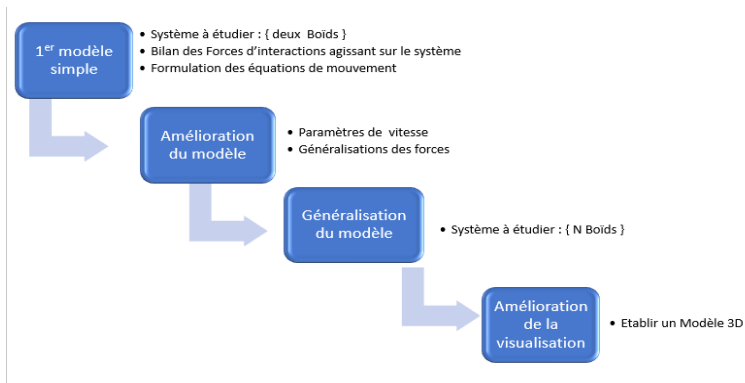 1er modèle
simple
• Système à étudier : { deux Boïds }
• Bilan des Forces d'interactions agissant sur le système
• Formulation des équations de mouvement
Amélioration
du modèle
• Paramètres de vitesse
• Généralisations des forces
Généralisation
du modèle
• Système à étudier : { N Boïds }
Amélioration
de la
visualisation
• Etablir un Modèle 3D